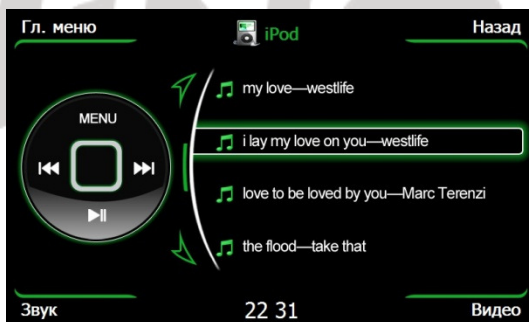 Гл. меню
iPod
Назад
my love—westlife
MENU
i lay my love on you—westlife
love to be loved by you—Marc Terenzi
the flood—take that
Звук
22 31
Видео